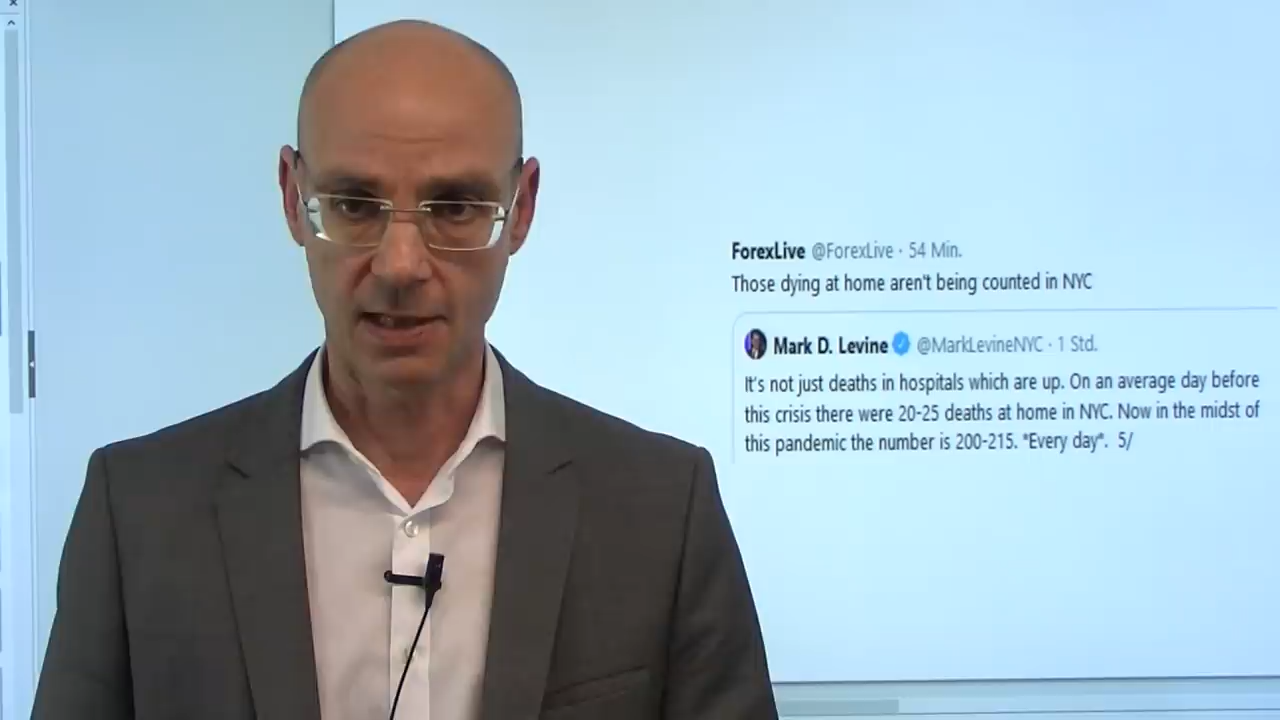 ForexLive @ForexLive · 54 Min.
Those dying at home aren't being counted in NYC
Mark D. Levine @MarkLevineNYC · 1 Std.
It's not just deaths in hospitals which are up. On an average day before
this crisis there were 20-25 deaths at home in NYC. Now in the midst of
this pandemic the number is 200-215. "Every day". 5/